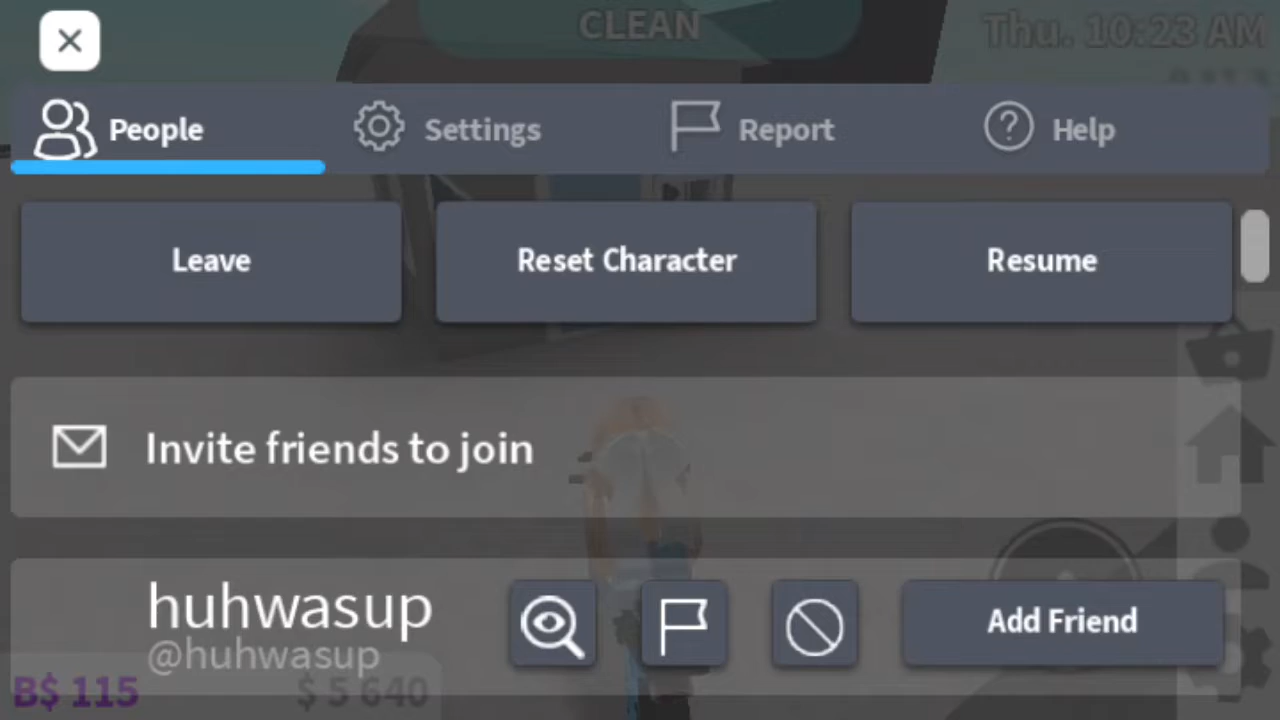 CLEAN
Thu. 10:23 AM
People
Settings
Report
Help
Leave
Reset Character
Resume
Invite friends to join
huhwasup
@huhwasup
Add Friend
B$ 115
$ 5 640